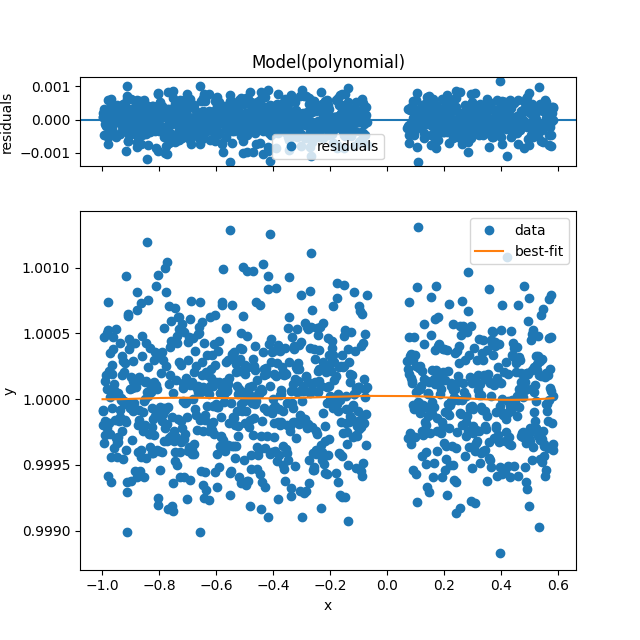 Model(polynomial)
residuals
0.001
0.000
−0.001
residuals
y
1.0010
1.0005
1.0000
0.9995
0.9990
data
best-fit
−1.0 −0.8 −0.6 −0.4 −0.2 0.0 0.2 0.4 0.6
x